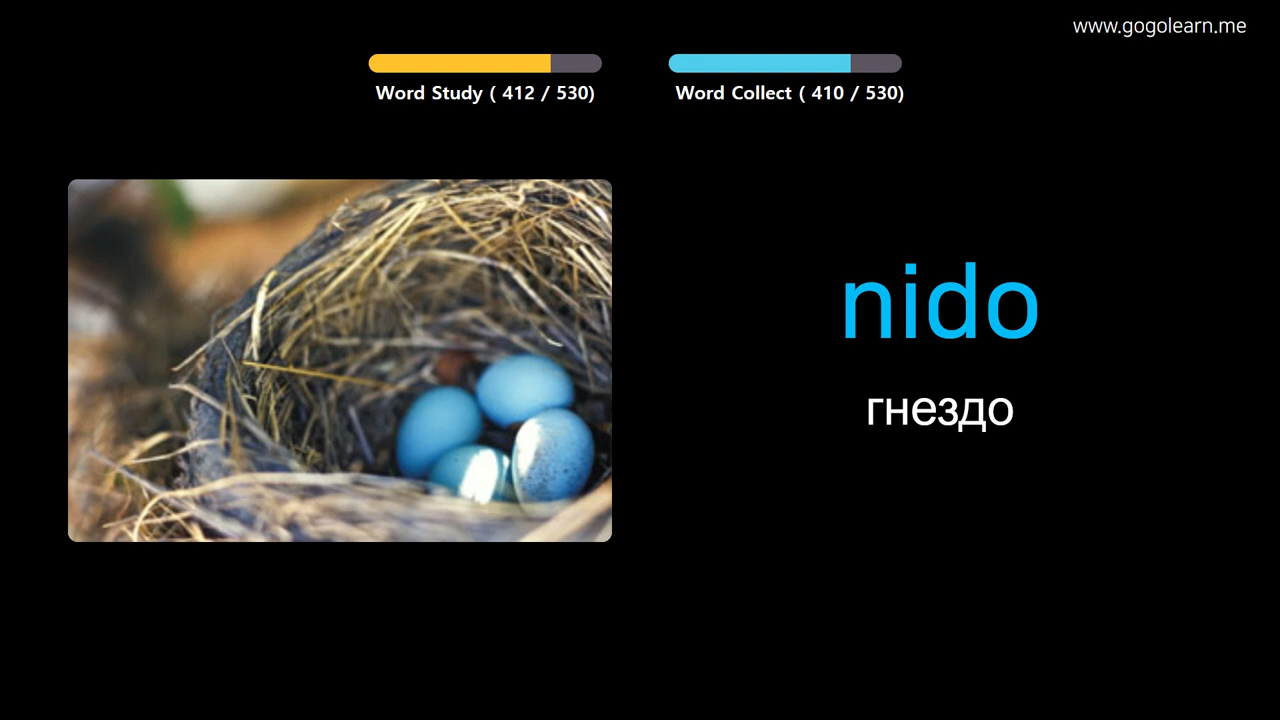 www.gogolearn.me
Word Study ( 412 / 530)
Word Collect ( 410 / 530)
nido
гнездо